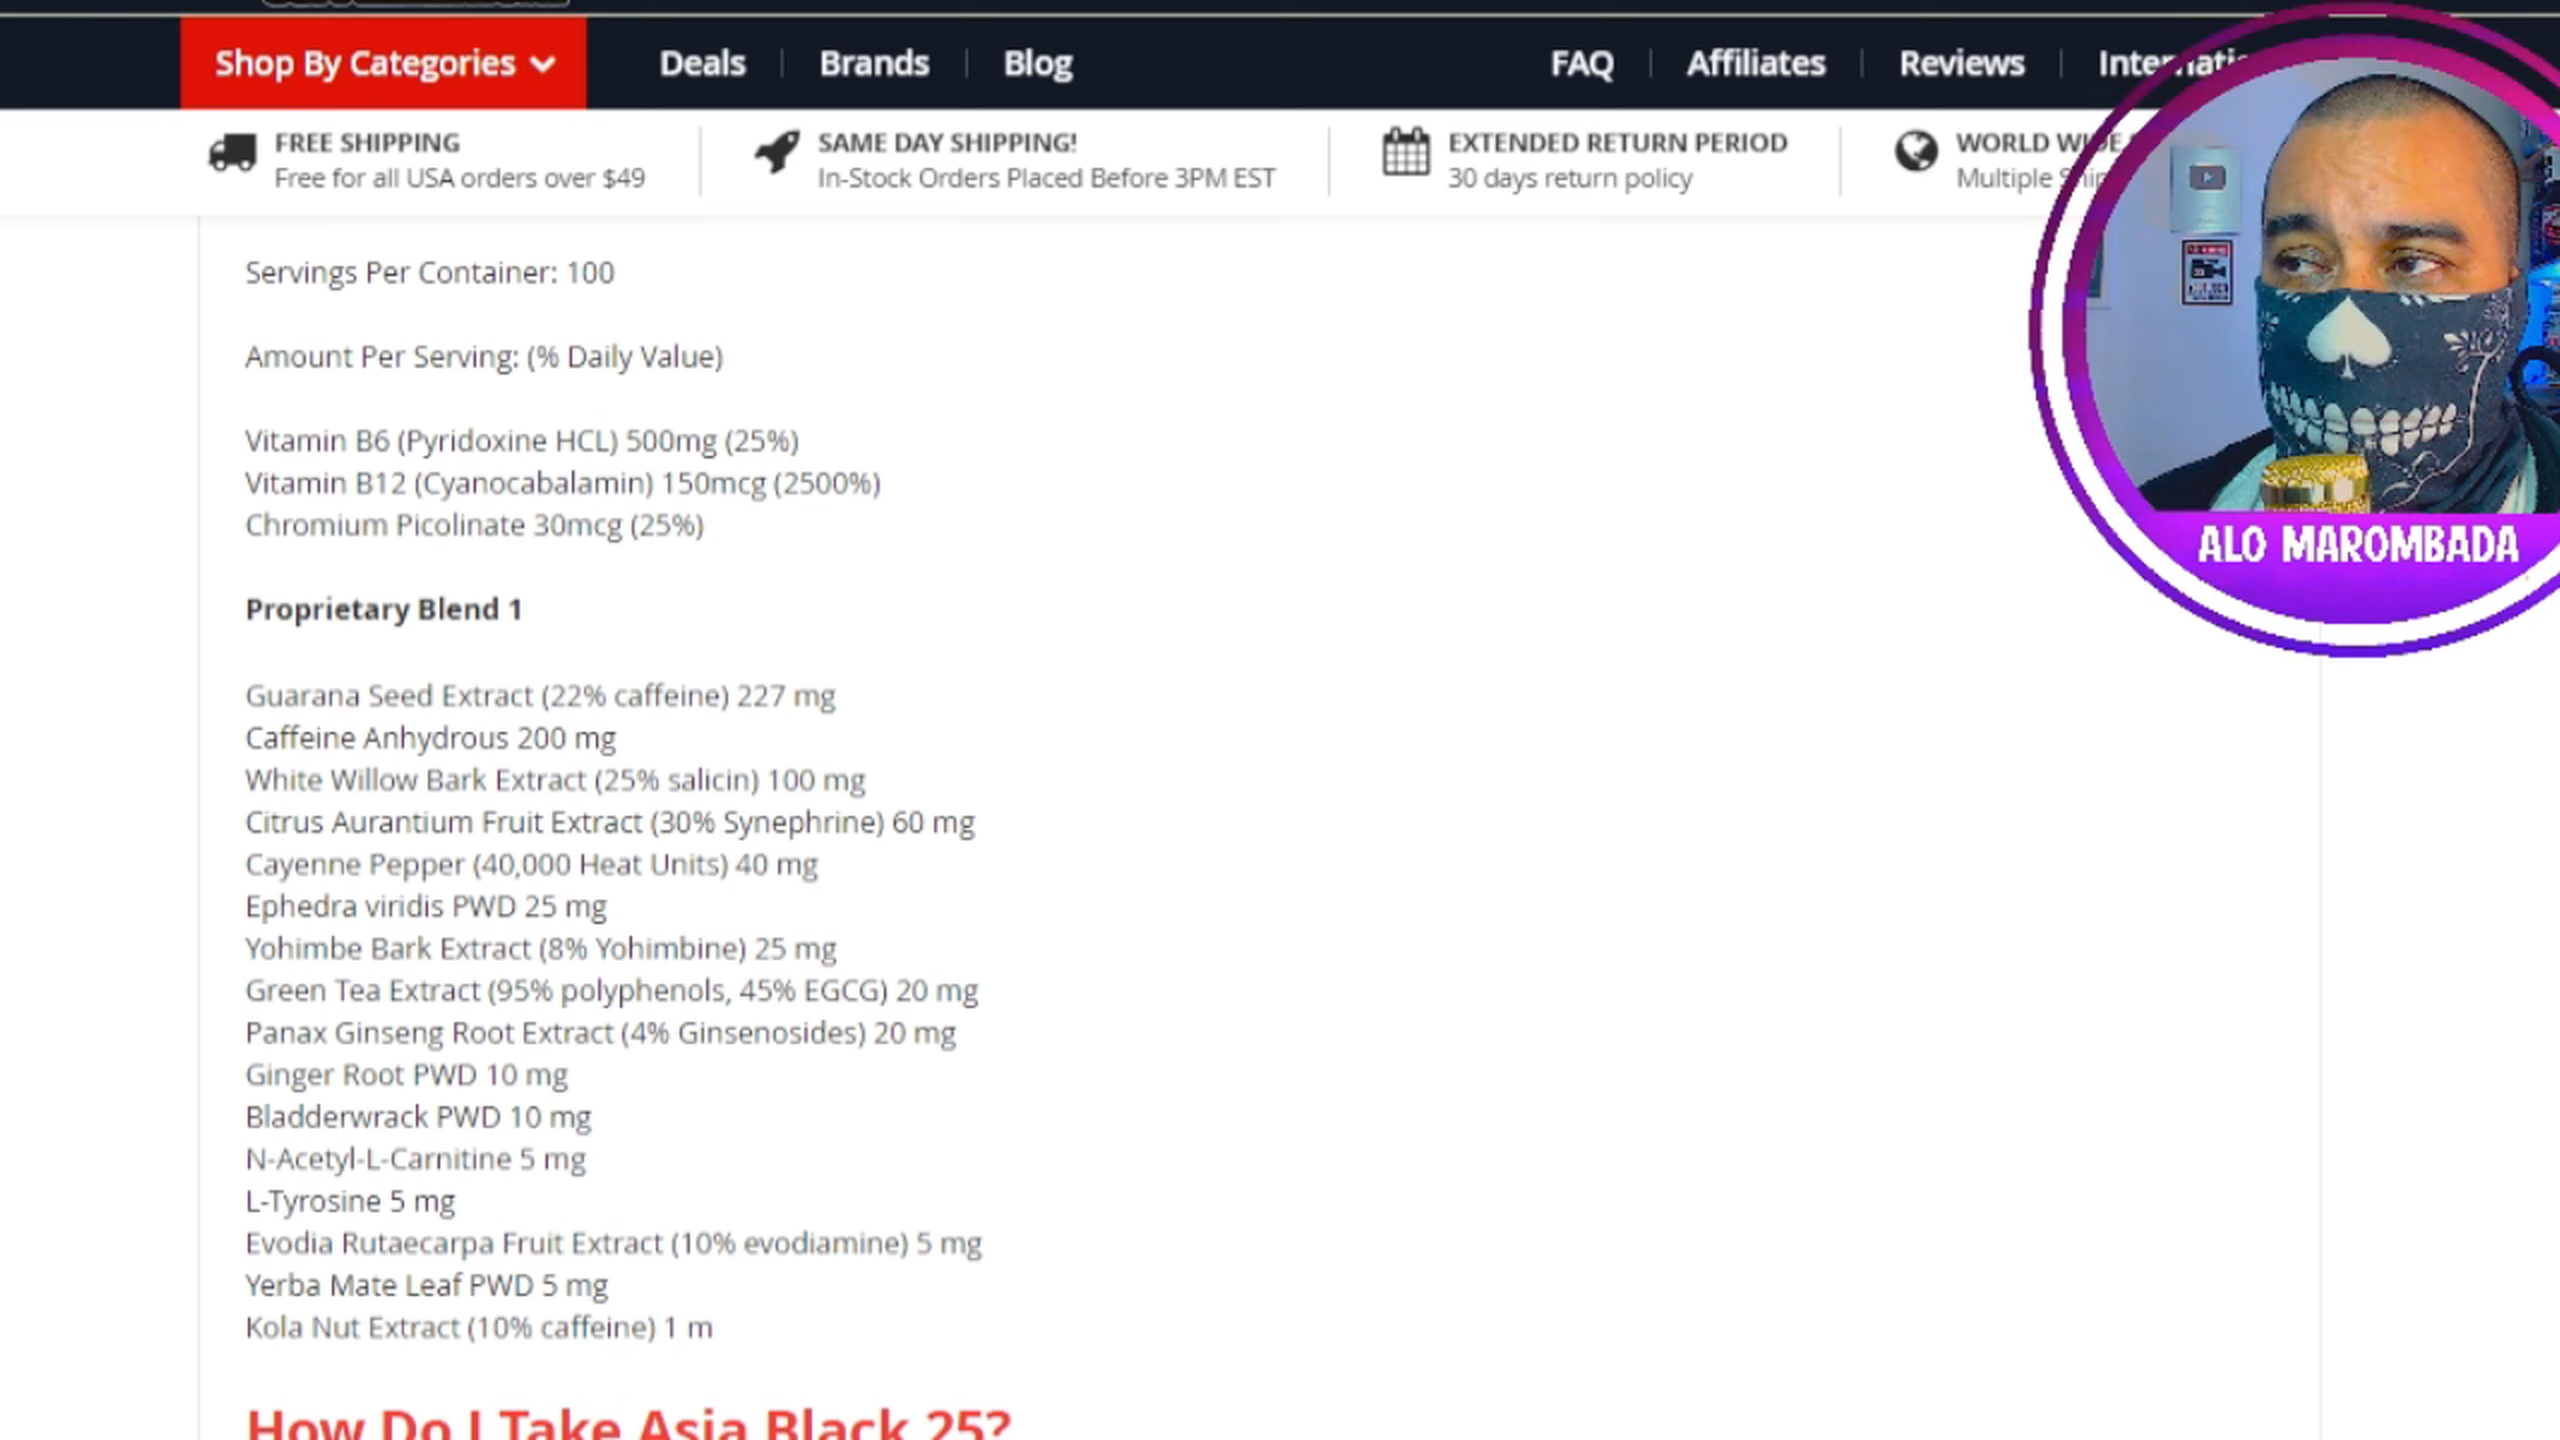 Shop By Categories
Deals
Brands
Blog
FAQ
Affiliates
Reviews
FREE SHIPPING
Free for all USA orders over $49
SAME DAY SHIPPING!
In-Stock Orders Placed Before 3PM EST
EXTENDED RETURN PERIOD
30 days return policy
WORLD
Multiple
ALO MAROMBADA
Servings Per Container: 100
Amount Per Serving: (% Daily Value)
Vitamin B6 (Pyridoxine HCL) 500mg (25%)
Vitamin B12 (Cyanocabalamin) 150mcg (2500%)
Chromium Picolinate 30mcg (25%)
Proprietary Blend 1
Guarana Seed Extract (22% caffeine) 227 mg
Caffeine Anhydrous 200 mg
White Willow Bark Extract (25% salicin) 100 mg
Citrus Aurantium Fruit Extract (30% Synephrine) 60 mg
Cayenne Pepper (40,000 Heat Units) 40 mg
Ephedra viridis PWD 25 mg
Yohimbe Bark Extract (8% Yohimbine) 25 mg
Green Tea Extract (95% polyphenols, 45% EGCG) 20 mg
Panax Ginseng Root Extract (4% Ginsenosides) 20 mg
Ginger Root PWD 10 mg
Bladderwrack PWD 10 mg
N-Acetyl-L-Carnitine 5 mg
L-Tyrosine 5 mg
Evodia Rutaecarpa Fruit Extract (10% evodiamine) 5 mg
Yerba Mate Leaf PWD 5 mg
Kola Nut Extract (10% caffeine) 1 m
How Do I Take Asia Black 25?